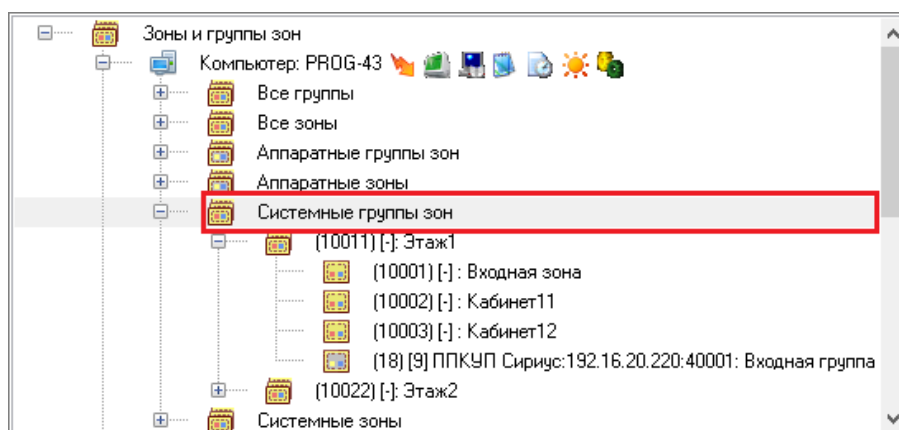 Зоны и группы зон
Компьютер: PROG-43
Все группы
Все зоны
Аппаратные группы зон
Аппаратные зоны
Системные группы зон
(10011) [-]: Этаж1
(10001) [-] : Входная зона
(10002) [-] : Кабинет11
(10003) [-] : Кабинет12
(18) [9] ППКУП Сириус:192.16.20.220:40001: Входная группа
(10022) [-]: Этаж2
Системные зоны